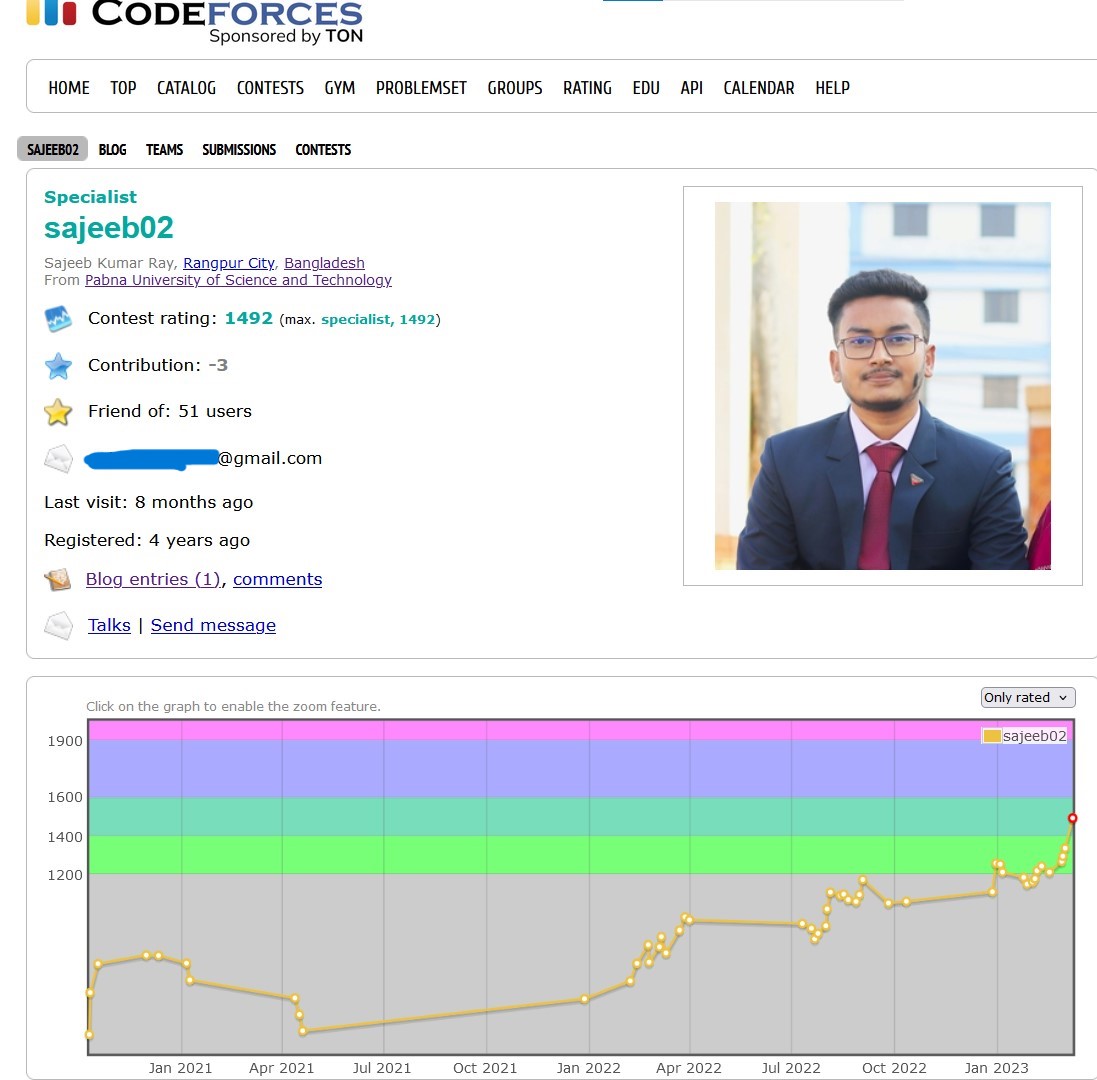 CODEFORCES
Sponsored by TON
HOME TOP CATALOG CONTESTS GYM PROBLEMSET GROUPS RATING EDU API CALENDAR HELP
SAJEEB02 BLOG TEAMS SUBMISSIONS CONTESTS
Specialist
sajeeb02
Sajeeb Kumar Ray, Rangpur City, Bangladesh
From Pabna University of Science and Technology
Contest rating: 1492 (max. specialist, 1492)
Contribution: -3
Friend of: 51 users
@gmail.com
Last visit: 8 months ago
Registered: 4 years ago
Blog entries (1), comments
Talks | Send message
Only rated
Click on the graph to enable the zoom feature.
sajeeb02
1900
1600
1400
1200
Jan 2021 Apr 2021 Jul 2021 Oct 2021 Jan 2022 Apr 2022 Jul 2022 Oct 2022 Jan 2023